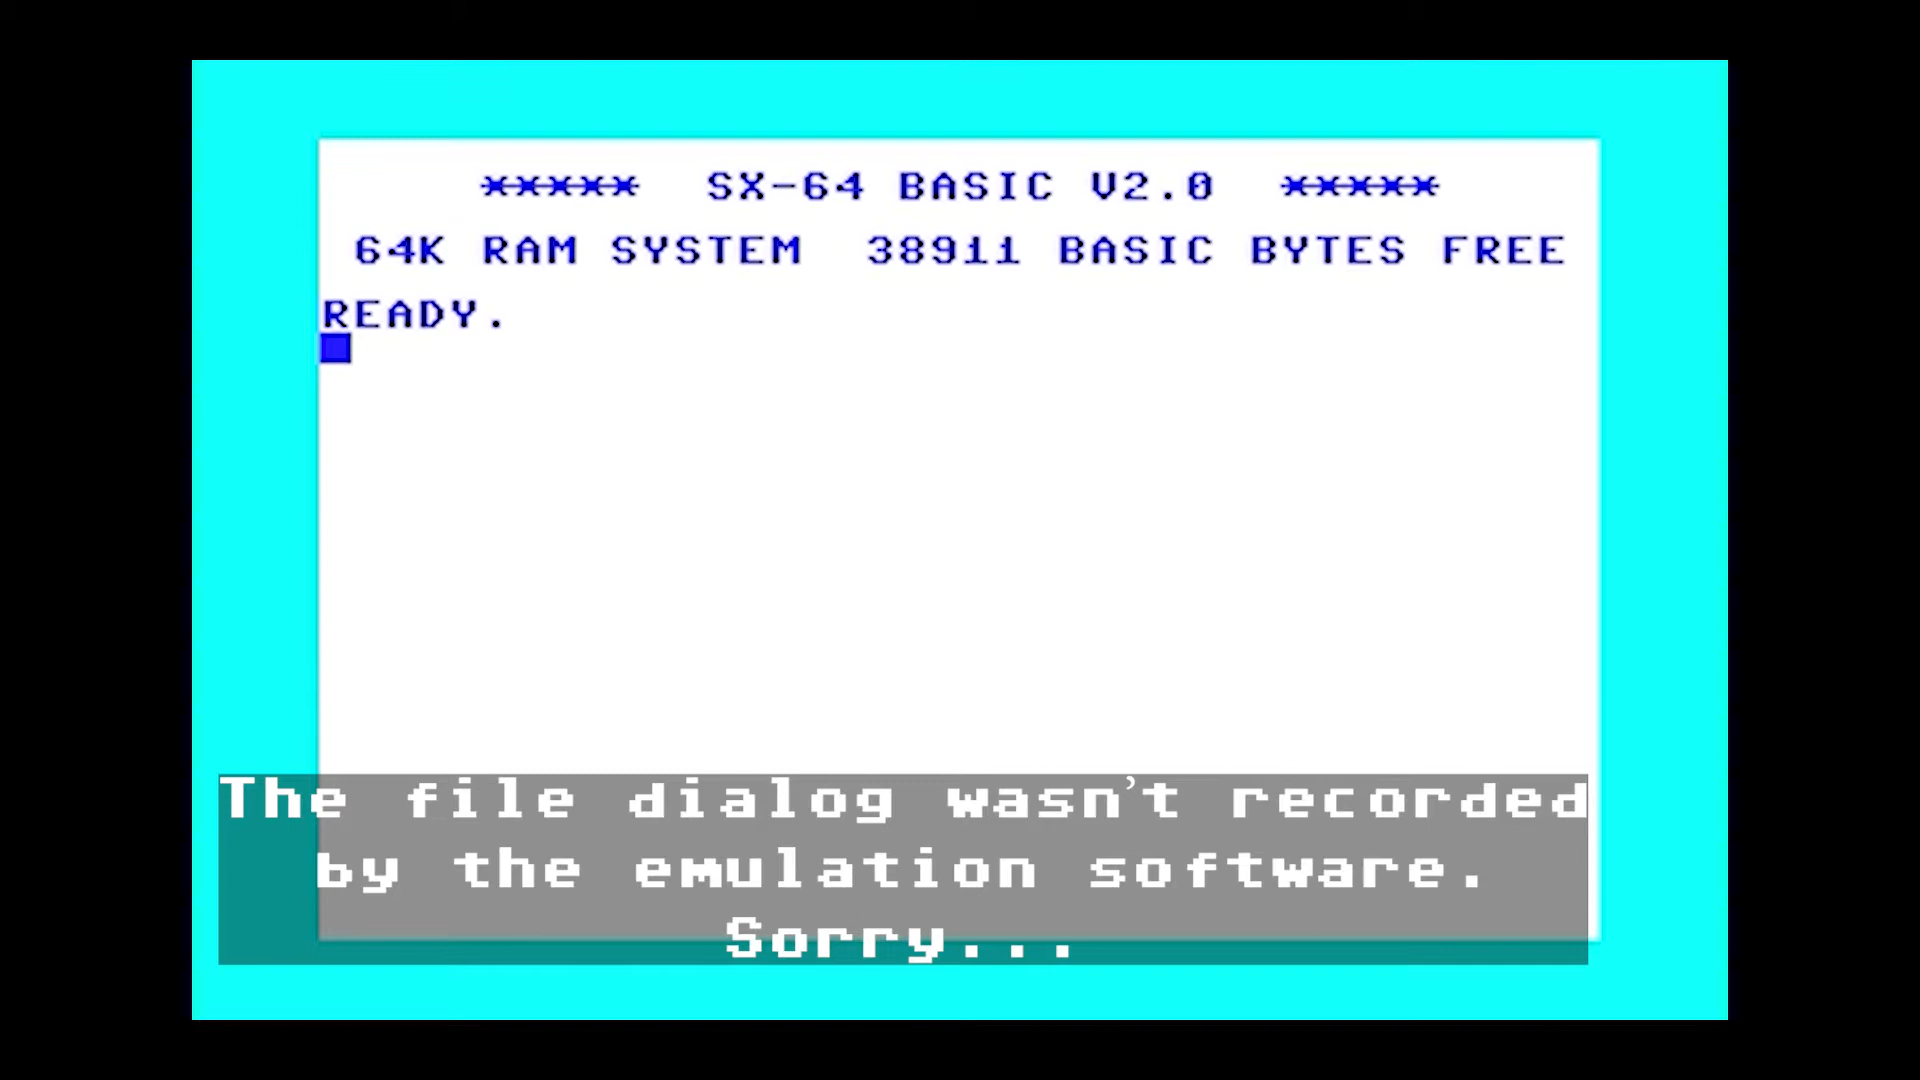 ***** SX-64 BASIC V2.0 *****
64K RAM SYSTEM 38911 BASIC BYTES FREE
READY.
The file dialog wasn't recorded
by the emulation software.
Sorry...